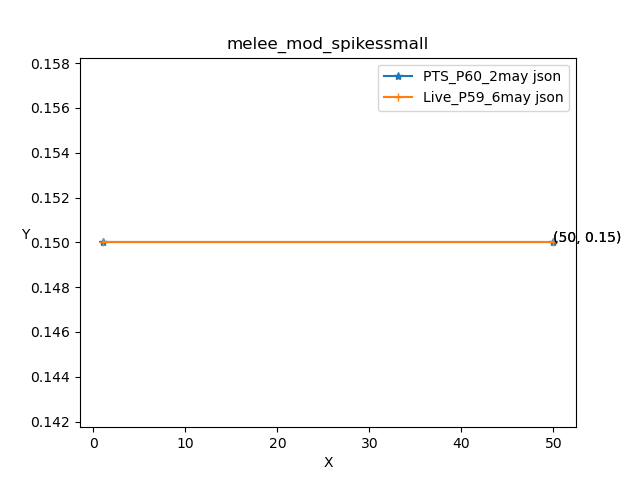 melee_mod_spikessmall
PTS_P60_2may json
Live_P59_6may json
0.158
0.156
0.154
0.152
0.150
0.148
0.146
0.144
0.142
Y
(50, 0.15)
0 10 20 30 40 50
X